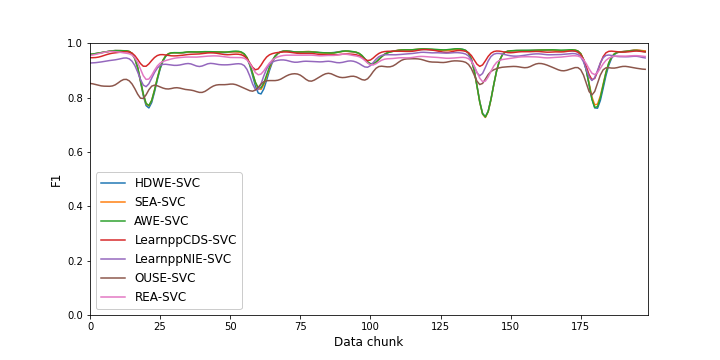 1.0
0.8
0.6
0.4
0.2
0.0
F1
HDWE-SVC
SEA-SVC
AWE-SVC
LearnppCDS-SVC
LearnppNIE-SVC
OUSE-SVC
REA-SVC
0 25 50 75 100 125 150 175
Data chunk